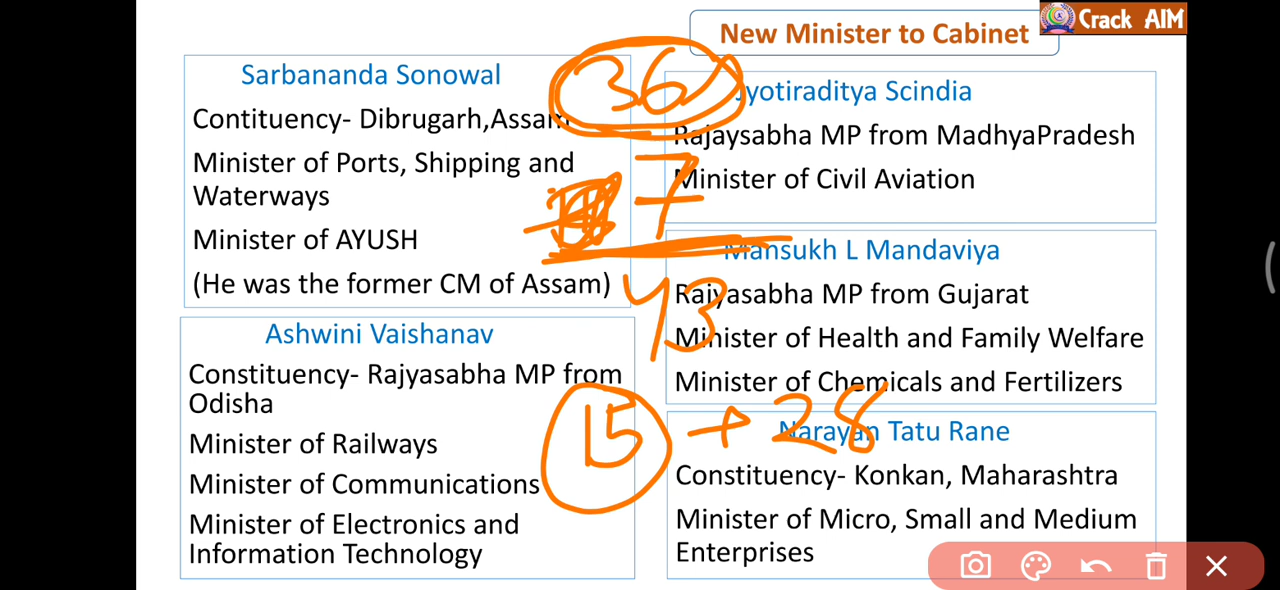 Crack AIM
New Minister to Cabinet
Sarbananda Sonowal
Contituency- Dibrugarh,Assam
Minister of Ports, Shipping and
Waterways
Minister of AYUSH
(He was the former CM of Assam)
Ashwini Vaishanav
Constituency- Rajyasabha MP from
Odisha
Minister of Railways
Minister of Communications
Minister of Electronics and
Information Technology
Jyotiraditya Scindia
Rajaysabha MP from MadhyaPradesh
Minister of Civil Aviation
Mansukh L Mandaviya
Rajyasabha MP from Gujarat
Minister of Health and Family Welfare
Minister of Chemicals and Fertilizers
Narayan Tatu Rane
Constituency- Konkan, Maharashtra
Minister of Micro, Small and Medium
Enterprises
36
7
43
15 + 28